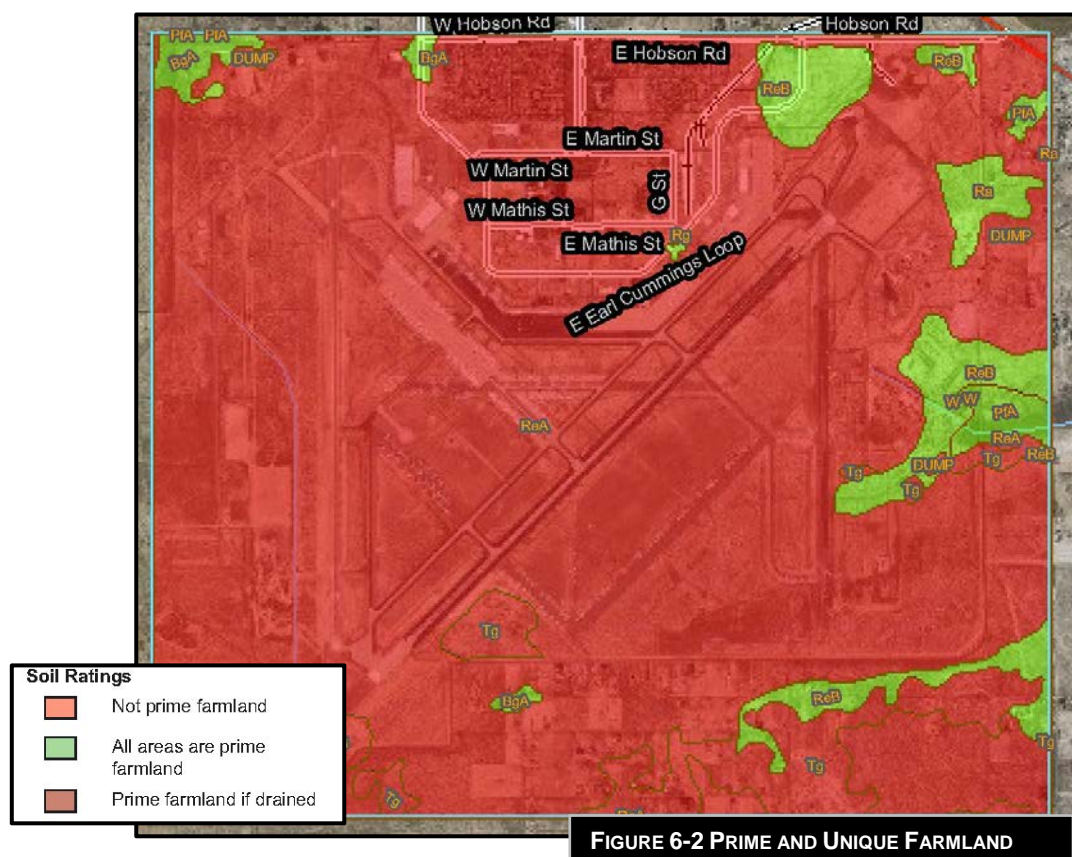 W Hobson Rd
Hobson Rd
E Hobson Rd
PfA PfA
BgA
DUMP
BgA
ReB
ReB
PfA
E Martin St
W Martin St
G St
Ra
Ra
W Mathis St
E Mathis St
Rg
DUMP
E Earl Cummings Loop
ReB
W W
PfA
ReA
ReA
ReB
DUMP
Tg
Tg
Tg
Tg
BgA
ReB
Tg
Tg
Tg
Soil Ratings
Not prime farmland
All areas are prime
farmland
Prime farmland if drained
FIGURE 6-2 PRIME AND UNIQUE FARMLAND